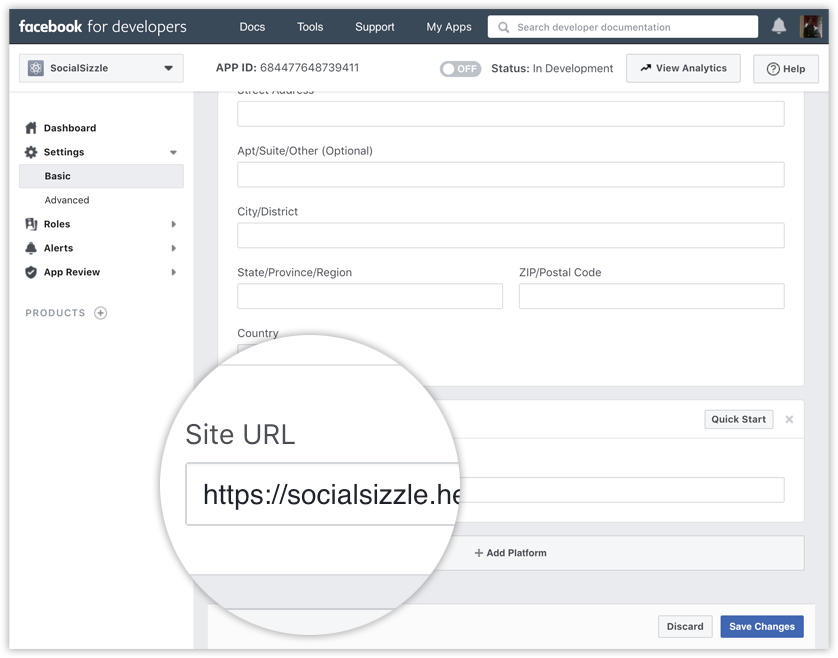 facebook for developers Docs Tools Support My Apps Search developer documentation
SocialSizzle APP ID: 684477648739411 OFF Status: In Development View Analytics Help
Dashboard
Settings
Basic
Advanced
Roles
Alerts
App Review
PRODUCTS
Street Address
Apt/Suite/Other (Optional)
City/District
State/Province/Region ZIP/Postal Code
Country
Quick Start
Site URL
https://socialsizzle.he
Add Platform
Discard Save Changes